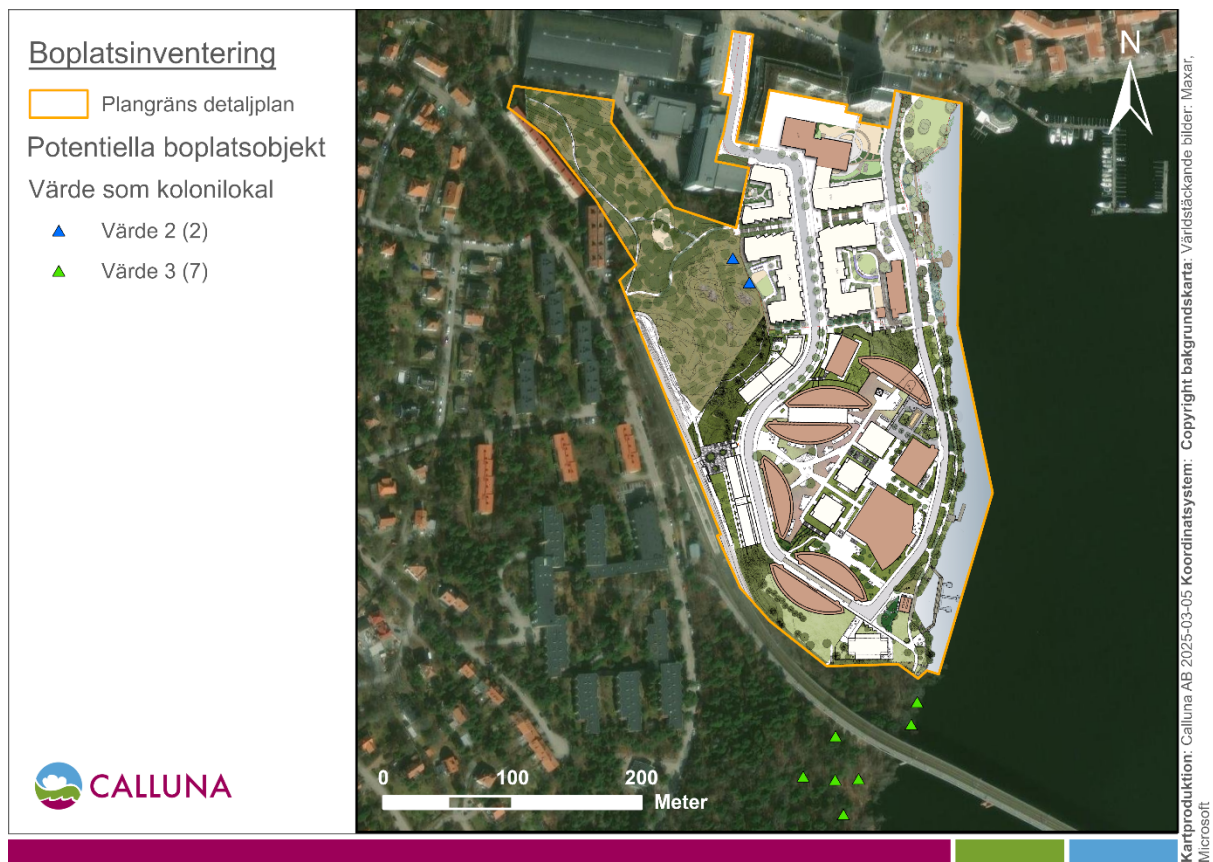 Boplatsinventering
Plangräns detaljplan
Potentiella boplatsobjekt
Värde som kolonilokal
Värde 2 (2)
Värde 3 (7)
CALLUNA
N
0 100 200
Meter
Kartproduktion: Calluna AB 2025-03-05 Koordinatsystem: Copyright bakgrundskarta: Världstäckande bilder: Maxar,
Microsoft